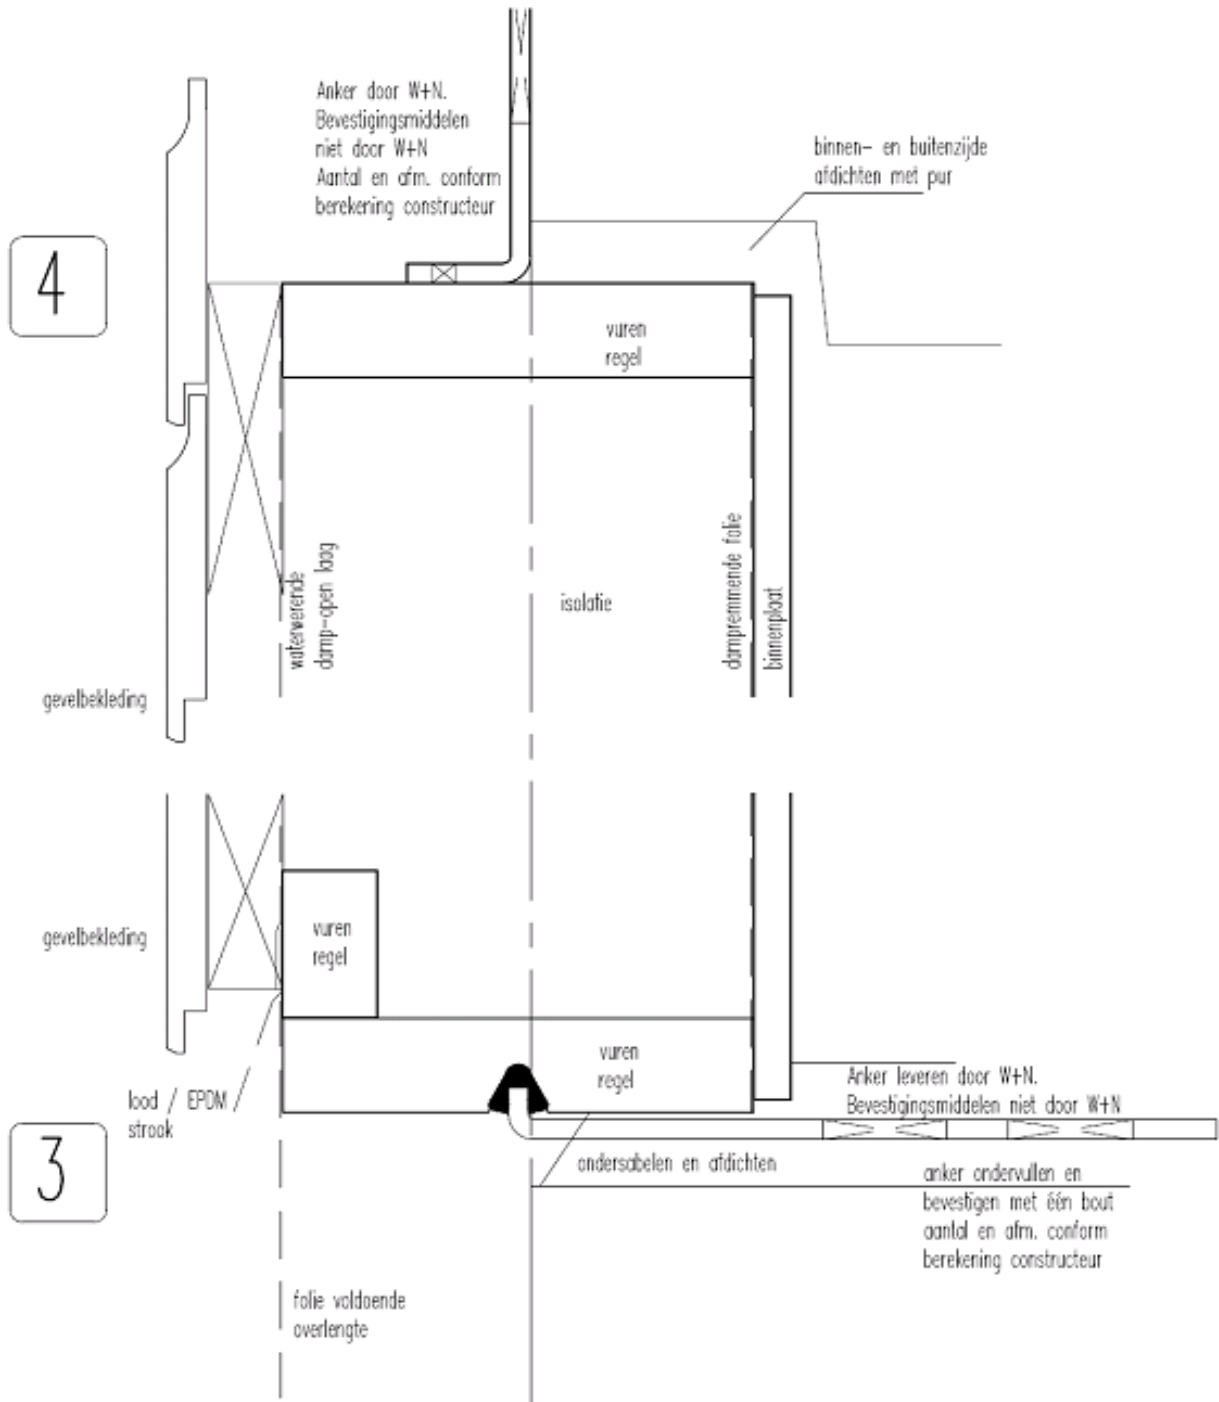 Anker door W+N.
Bevestigingsmiddelen
niet door W+N
Aantal en afm. conform
berekening constructeur
binnen- en buitenzijde
afdichten met pur
4
vuren
regel
waterwerende
damp-open laag
isolatie
dampremmende folie
binnenplaat
gevelbekleding
gevelbekleding
vuren
regel
vuren
regel
lood / EPDM
strook
Anker leveren door W+N.
Bevestigingsmiddelen niet door W+N
3
ondersabelen en afdichten
anker ondervullen en
bevestigen met één bout
aantal en afm. conform
berekening constructeur
folie voldoende
overlengte